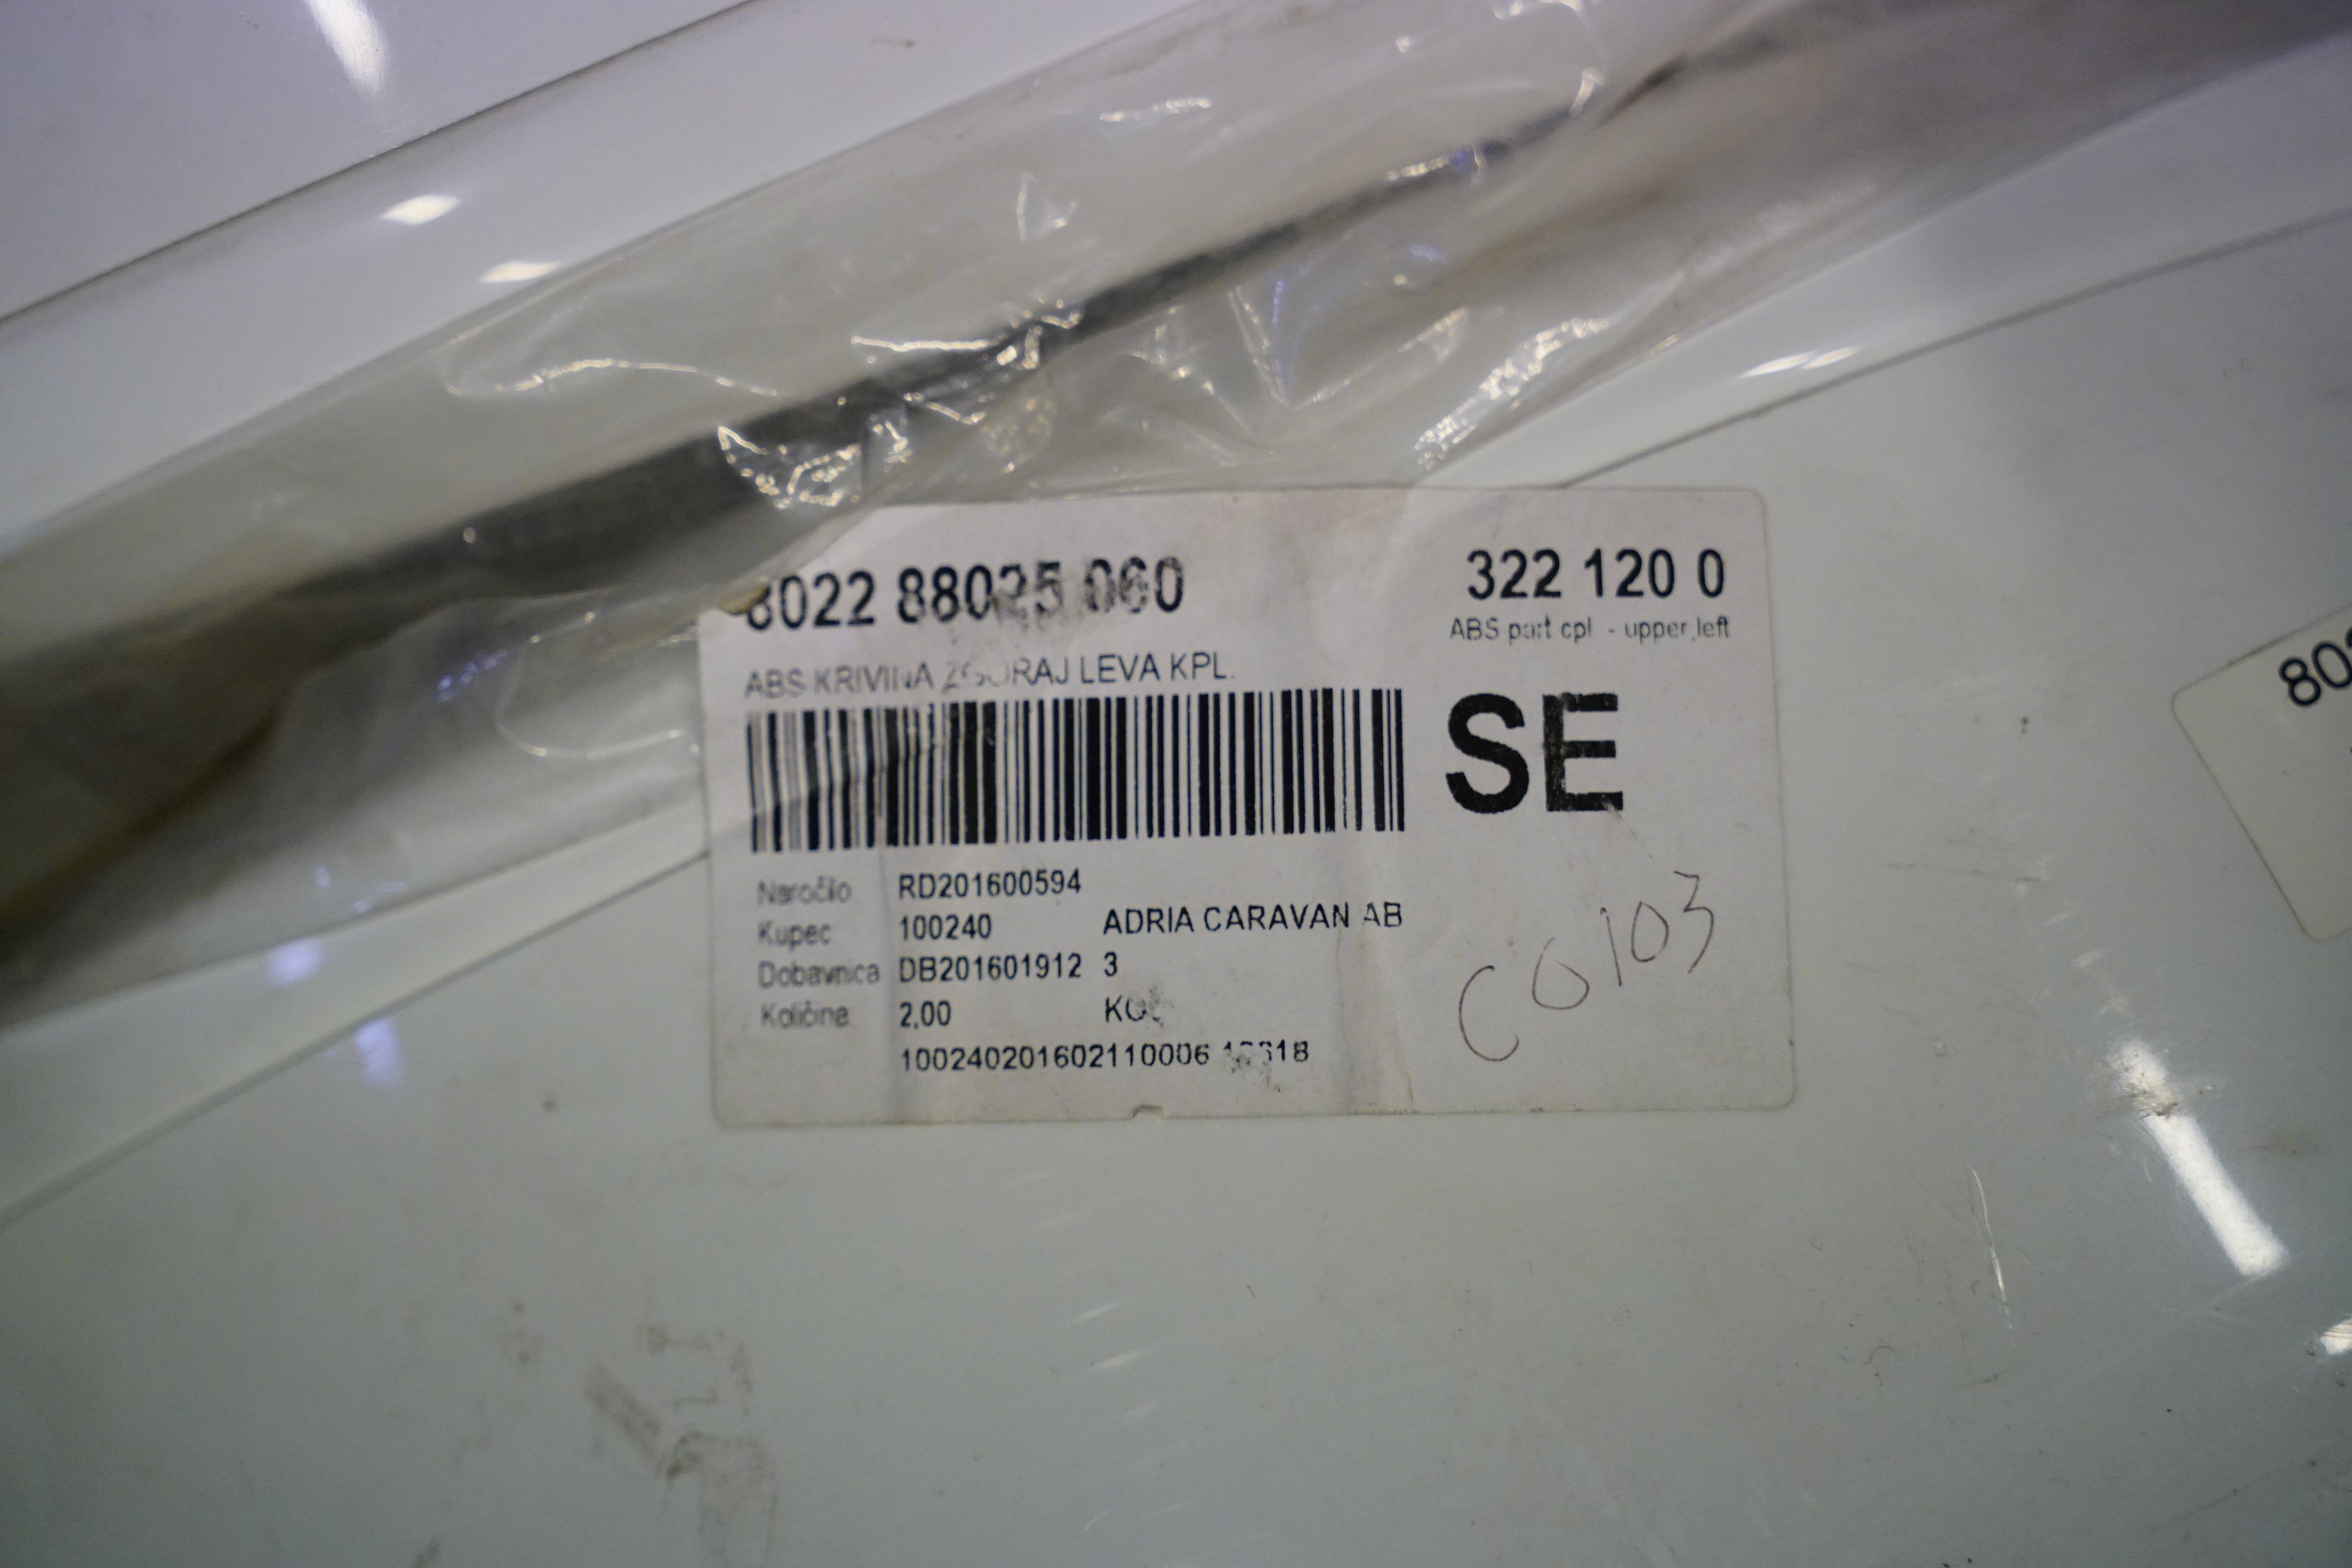 8022 88025 060
322 120 0
ABS part cpl. - upper,left
ABS KRIVINA ZGORAJ LEVA KPL.
SE
Naročilo RD201600594
Kupec 100240 ADRIA CARAVAN AB
Dobavnica DB201601912 3
Količina 2,00
100240201602110006
C0103